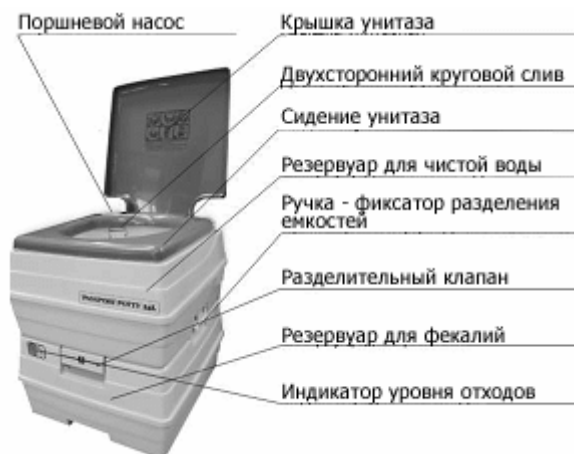 Поршневой насос
Крышка унитаза
Двухсторонний круговой слив
Сидение унитаза
Резервуар для чистой воды
Ручка - фиксатор разделения
емкостей
Разделительный клапан
Резервуар для фекалий
Индикатор уровня отходов